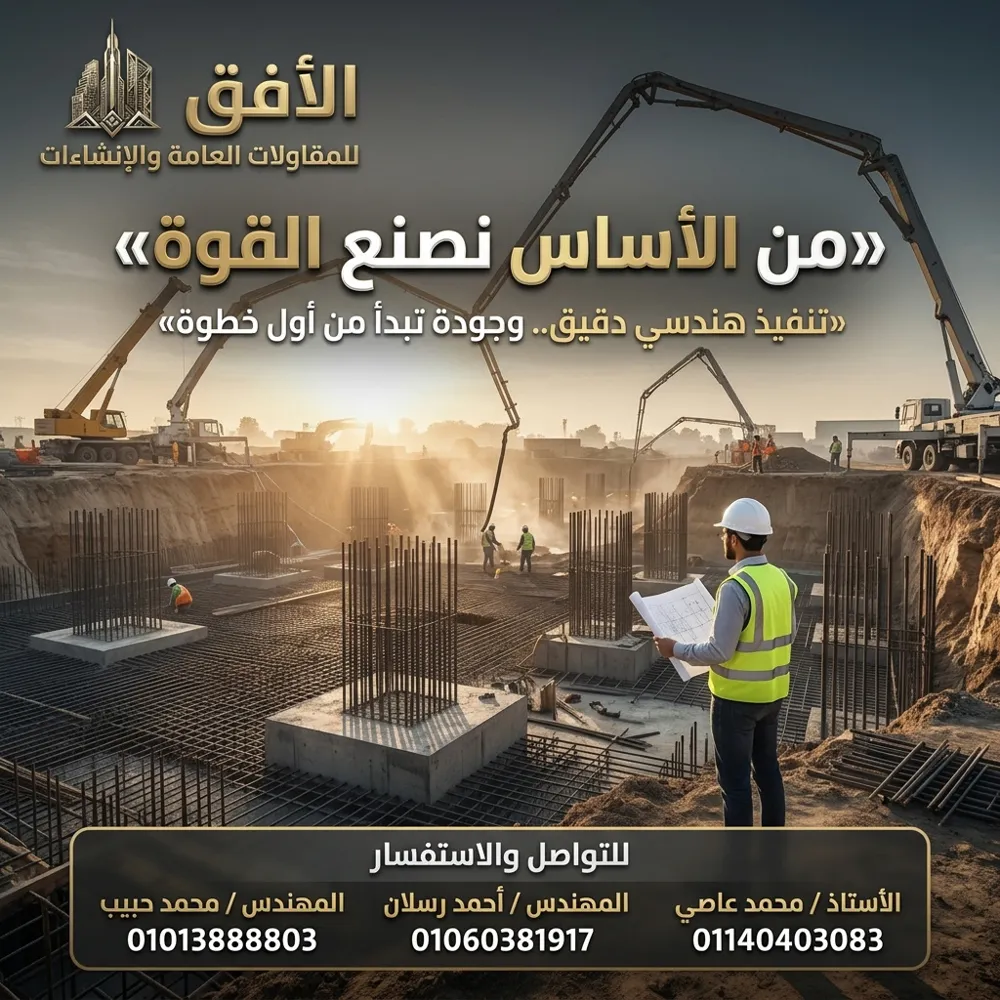 الأفق
للمقاولات العامة والإنشاءات
«من الأساس نصنع القوة»
«تنفيذ هندسي دقيق.. وجودة تبدأ من أول خطوة»
للتواصل والاستفسار
الأستاذ / محمد عاصي
01140403083
المهندس / أحمد رسلان
01060381917
المهندس / محمد حبيب
01013888803